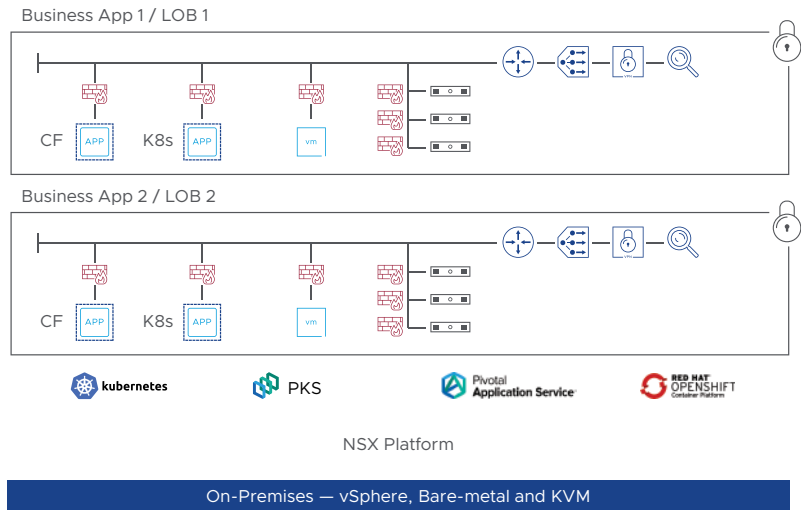 Business App 1 / LOB 1
VPN
CF APP K8s APP vm
Business App 2 / LOB 2
VPN
CF APP K8s APP vm
kubernetes
PKS
Pivotal
Application Service
RED HAT
OPENSHIFT
Container Platform
NSX Platform
On-Premises — vSphere, Bare-metal and KVM